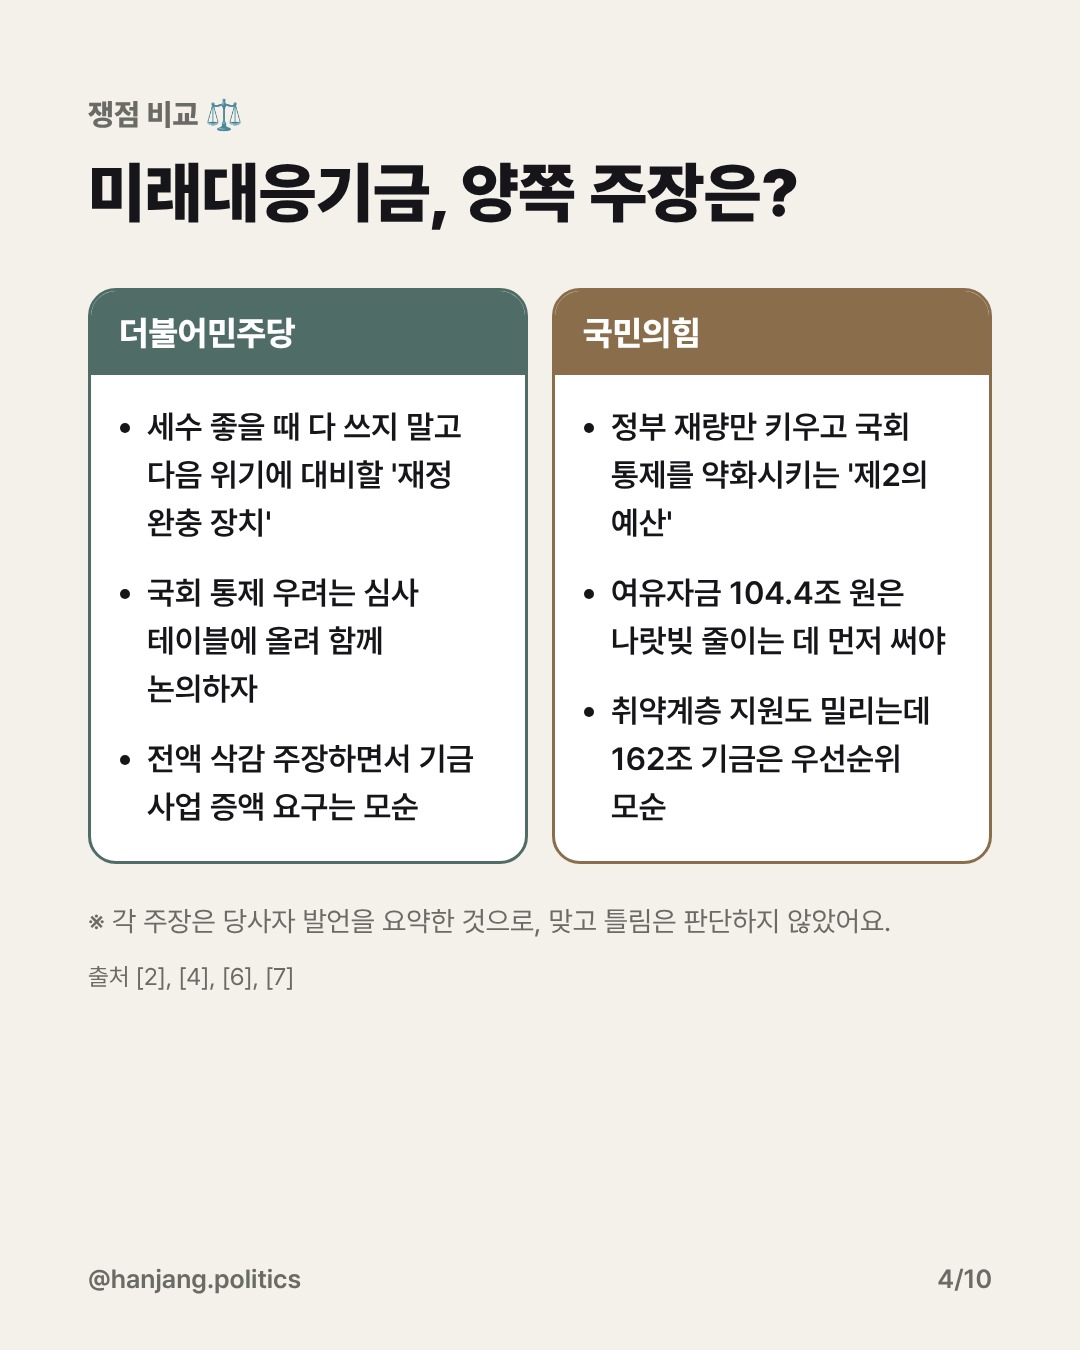 쟁점 비교 ⚖️
미래대응기금, 양쪽 주장은?
더불어민주당
• 세수 좋을 때 다 쓰지 말고
다음 위기에 대비할 '재정
완충 장치'
• 국회 통제 우려는 심사
테이블에 올려 함께
논의하자
• 전액 삭감 주장하면서 기금
사업 증액 요구는 모순
국민의힘
• 정부 재량만 키우고 국회
통제를 약화시키는 '제2의
예산'
• 여유자금 104.4조 원은
나랏빚 줄이는 데 먼저 써야
• 취약계층 지원도 밀리는데
162조 기금은 우선순위
모순
※ 각 주장은 당사자 발언을 요약한 것으로, 맞고 틀림은 판단하지 않았어요.
출처 [2], [4], [6], [7]
@hanjang.politics
4/10